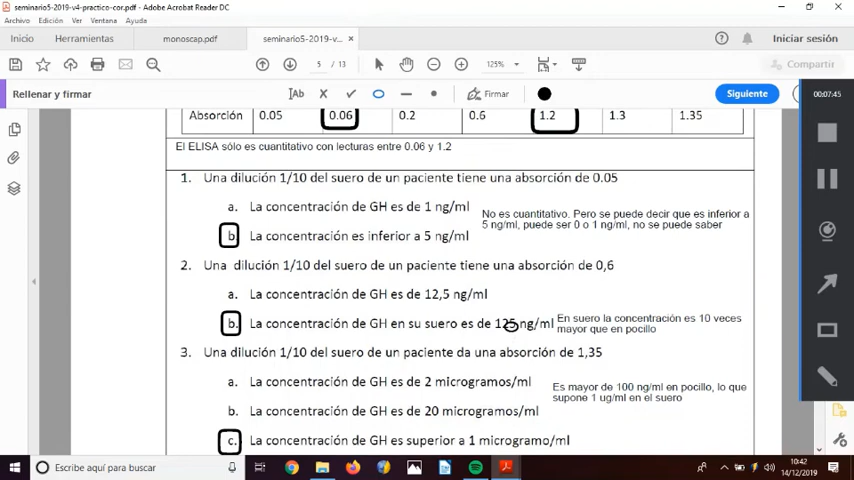 seminario5-2019-v4-practico-cor.pdf - Adobe Acrobat Reader DC
Archivo Edición Ver Ventana Ayuda
Inicio Herramientas monoscap.pdf seminario5-2019-v... × Iniciar sesión
5 / 13 125% Compartir
Rellenar y firmar Ab Firmar Siguiente 00:07:45
Absorción 0.05 0.06 0.2 0.6 1.2 1.3 1.35
El ELISA sólo es cuantitativo con lecturas entre 0.06 y 1.2
1. Una dilución 1/10 del suero de un paciente tiene una absorción de 0.05
a. La concentración de GH es de 1 ng/ml
No es cuantitativo. Pero se puede decir que es inferior a
5 ng/ml, puede ser 0 o 1 ng/ml, no se puede saber
b. La concentración es inferior a 5 ng/ml
2. Una dilución 1/10 del suero de un paciente tiene una absorción de 0,6
a. La concentración de GH es de 12,5 ng/ml
b. La concentración de GH en su suero es de 125 ng/ml
En suero la concentración es 10 veces
mayor que en pocillo
3. Una dilución 1/10 del suero de un paciente da una absorción de 1,35
a. La concentración de GH es de 2 microgramos/ml
Es mayor de 100 ng/ml en pocillo, lo que
supone 1 ug/ml en el suero
b. La concentración de GH es de 20 microgramos/ml
c. La concentración de GH es superior a 1 microgramo/ml
Escribe aquí para buscar
10:42
14/12/2019